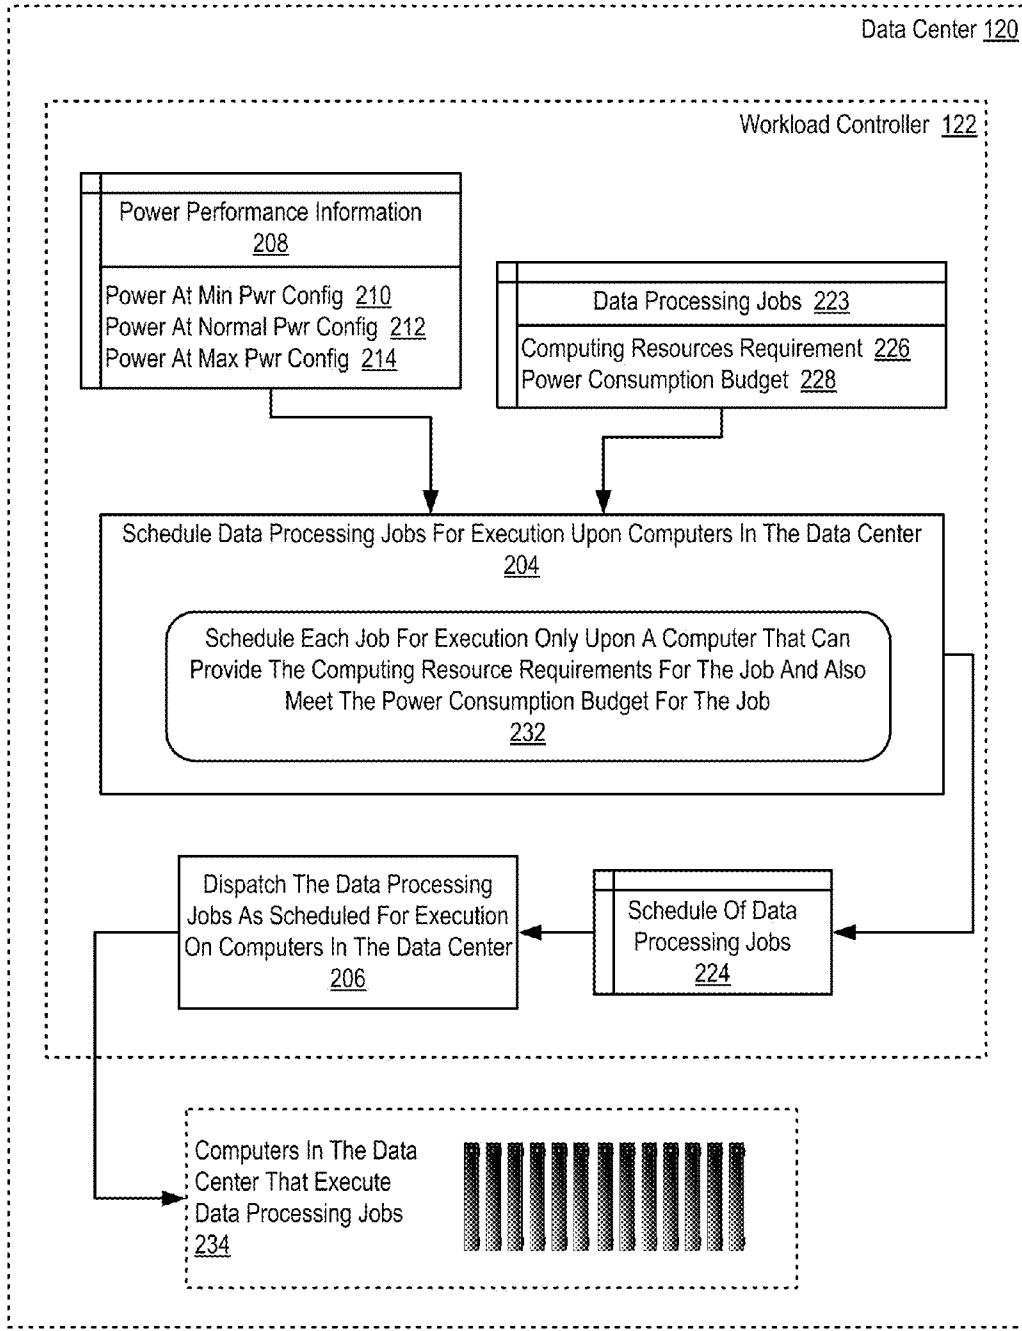 Data Center 120
Workload Controller 122
Power Performance Information
208
Power At Min Pwr Config 210
Power At Normal Pwr Config 212
Power At Max Pwr Config 214
Data Processing Jobs 223
Computing Resources Requirement 226
Power Consumption Budget 228
Schedule Data Processing Jobs For Execution Upon Computers In The Data Center
204
Schedule Each Job For Execution Only Upon A Computer That Can
Provide The Computing Resource Requirements For The Job And Also
Meet The Power Consumption Budget For The Job
232
Dispatch The Data Processing
Jobs As Scheduled For Execution
On Computers In The Data Center
206
Schedule Of Data
Processing Jobs
224
Computers In The Data
Center That Execute
Data Processing Jobs
234